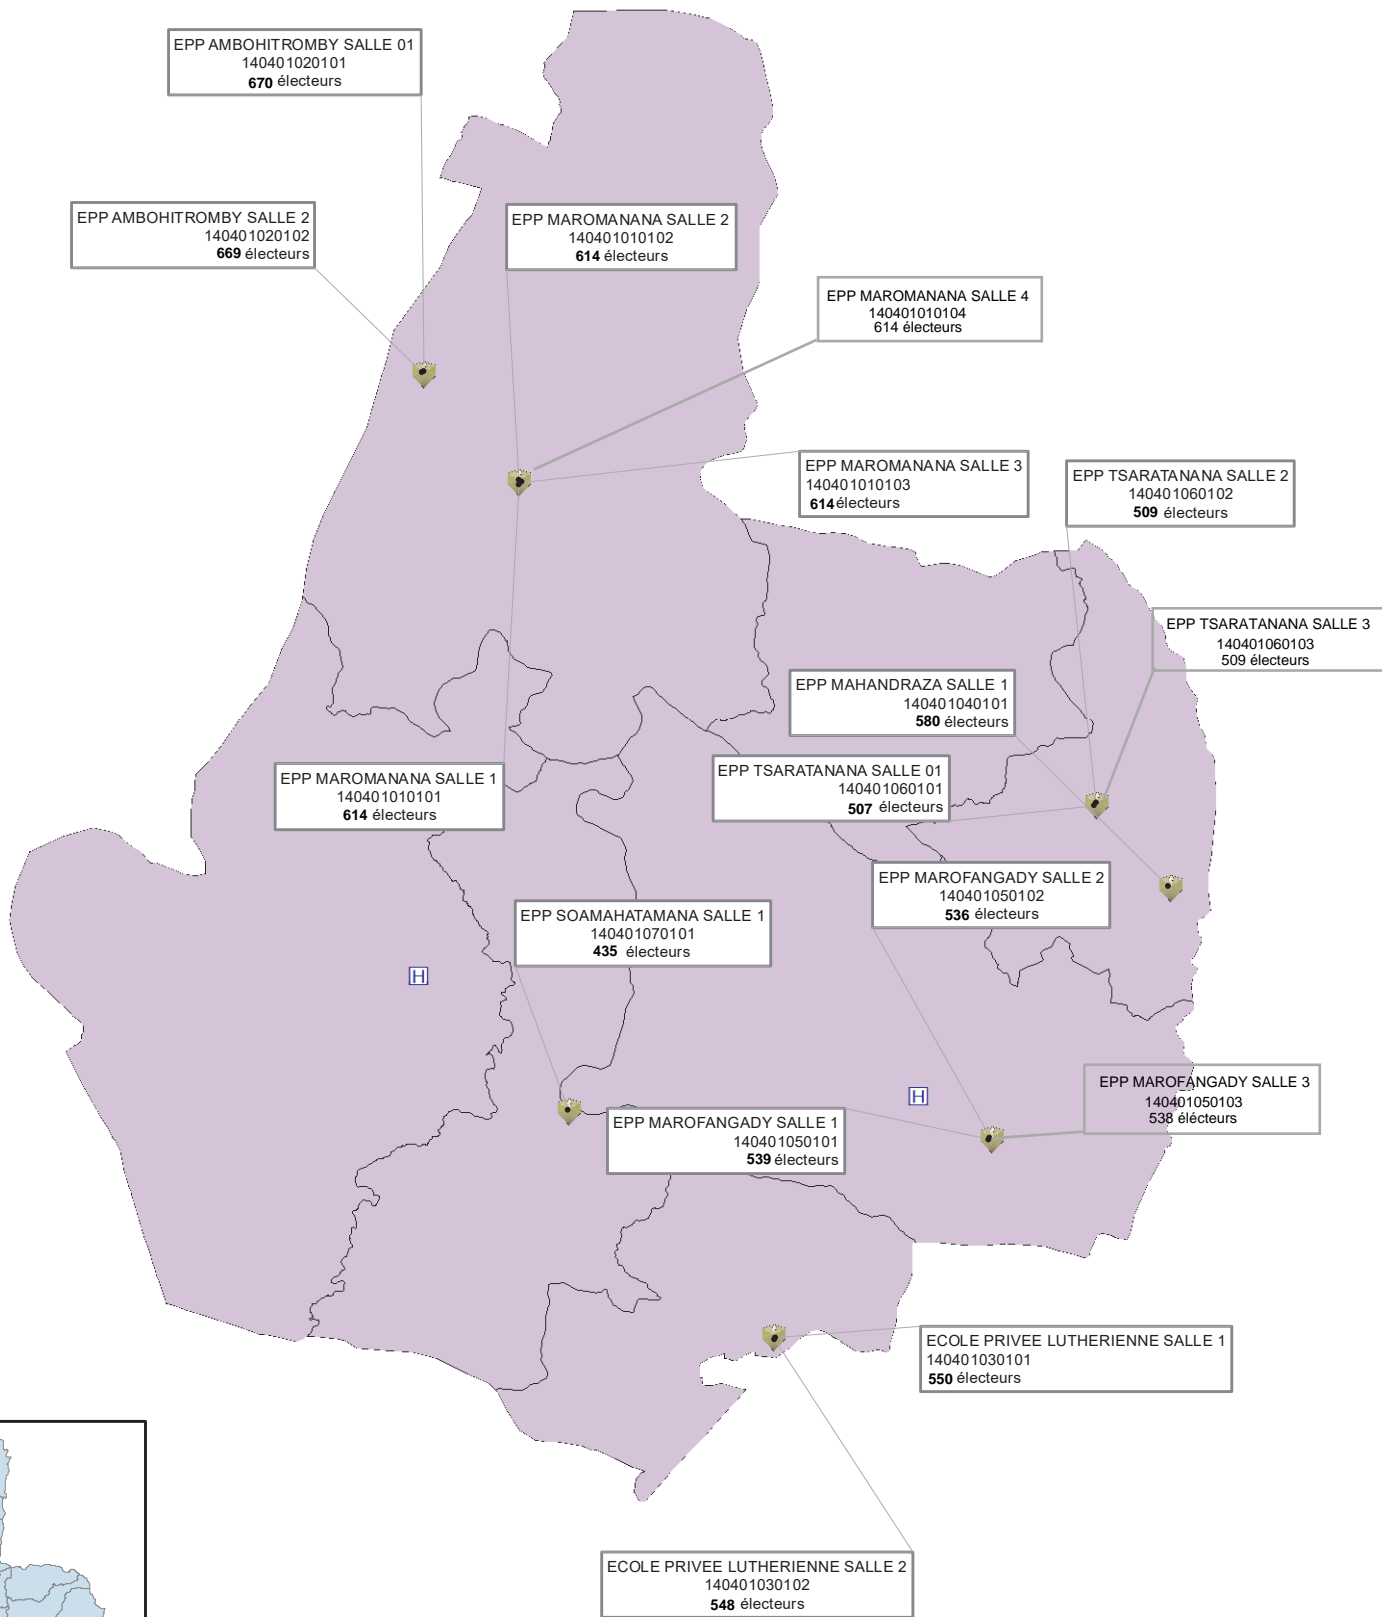 EPP AMBOHITROMBY SALLE 01
140401020101
670 électeurs
EPP AMBOHITROMBY SALLE 2
140401020102
669 électeurs
EPP MAROMANANA SALLE 2
140401010102
614 électeurs
EPP MAROMANANA SALLE 4
140401010104
614 électeurs
EPP MAROMANANA SALLE 3
140401010103
614 électeurs
EPP TSARATANANA SALLE 2
140401060102
509 électeurs
EPP TSARATANANA SALLE 3
140401060103
509 électeurs
EPP MAHANDRAZA SALLE 1
140401040101
580 électeurs
EPP TSARATANANA SALLE 01
140401060101
507 électeurs
EPP MAROMANANA SALLE 1
140401010101
614 électeurs
EPP MAROFANGADY SALLE 2
140401050102
536 électeurs
EPP SOAMAHATAMANA SALLE 1
140401070101
435 électeurs
H
H
EPP MAROFANGADY SALLE 3
140401050103
538 élécteurs
EPP MAROFANGADY SALLE 1
140401050101
539 électeurs
ECOLE PRIVEE LUTHERIENNE SALLE 1
140401030101
550 électeurs
ECOLE PRIVEE LUTHERIENNE SALLE 2
140401030102
548 électeurs